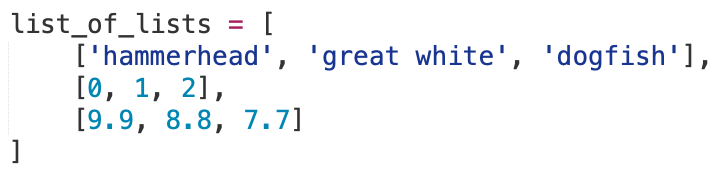 list_of_lists = [
    ['hammerhead', 'great white', 'dogfish'],
    [0, 1, 2],
    [9.9, 8.8, 7.7]
]